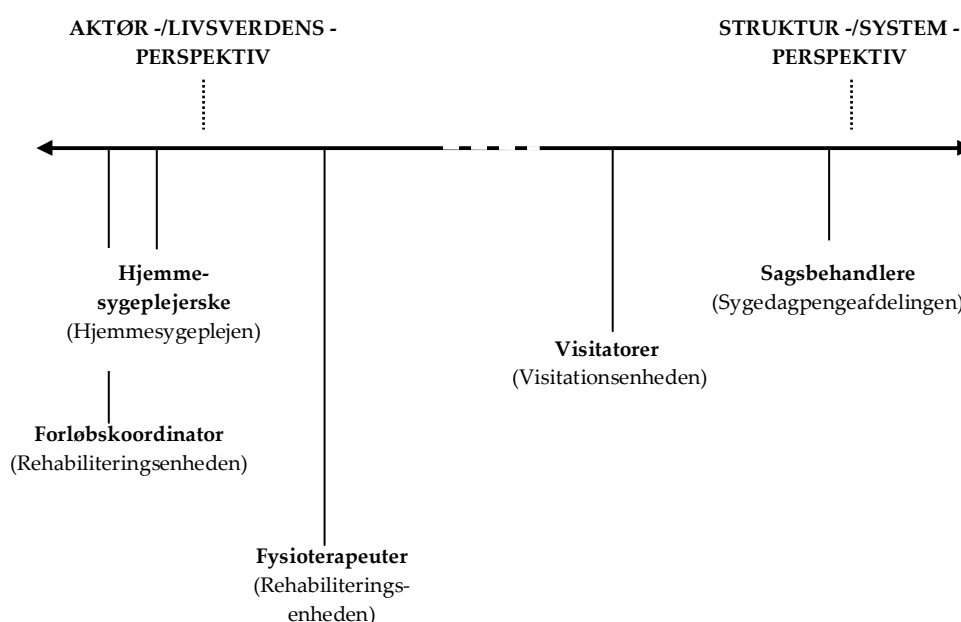 AKTØR -/LIVSVERDENS -
PERSPEKTIV
STRUKTUR -/SYSTEM -
PERSPEKTIV
Hjemme-
sygeplejerske
(Hjemmesygeplejen)
Sagsbehandlere
(Sygedagpengeafdelingen)
Visitatorer
(Visitationsenheden)
Forløbskoordinator
(Rehabiliteringsenheden)
Fysioterapeuter
(Rehabiliterings-
enheden)